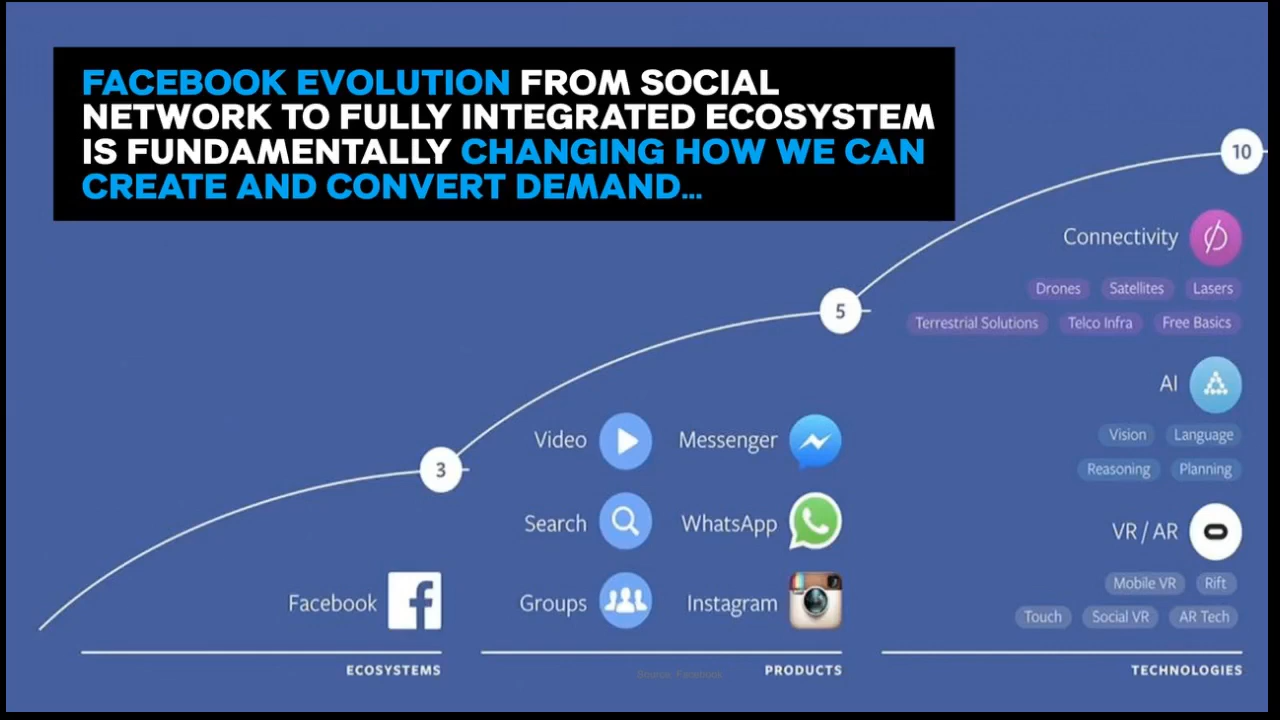 FACEBOOK EVOLUTION FROM SOCIAL
NETWORK TO FULLY INTEGRATED ECOSYSTEM
IS FUNDAMENTALLY CHANGING HOW WE CAN
CREATE AND CONVERT DEMAND...
3
Facebook
ECOSYSTEMS
5
Video
Messenger
Search
WhatsApp
Groups
Instagram
PRODUCTS
Source: Facebook
10
Connectivity
Drones Satellites Lasers
Terrestrial Solutions Telco Infra Free Basics
AI
Vision Language
Reasoning Planning
VR / AR
Mobile VR Rift
Touch Social VR AR Tech
TECHNOLOGIES